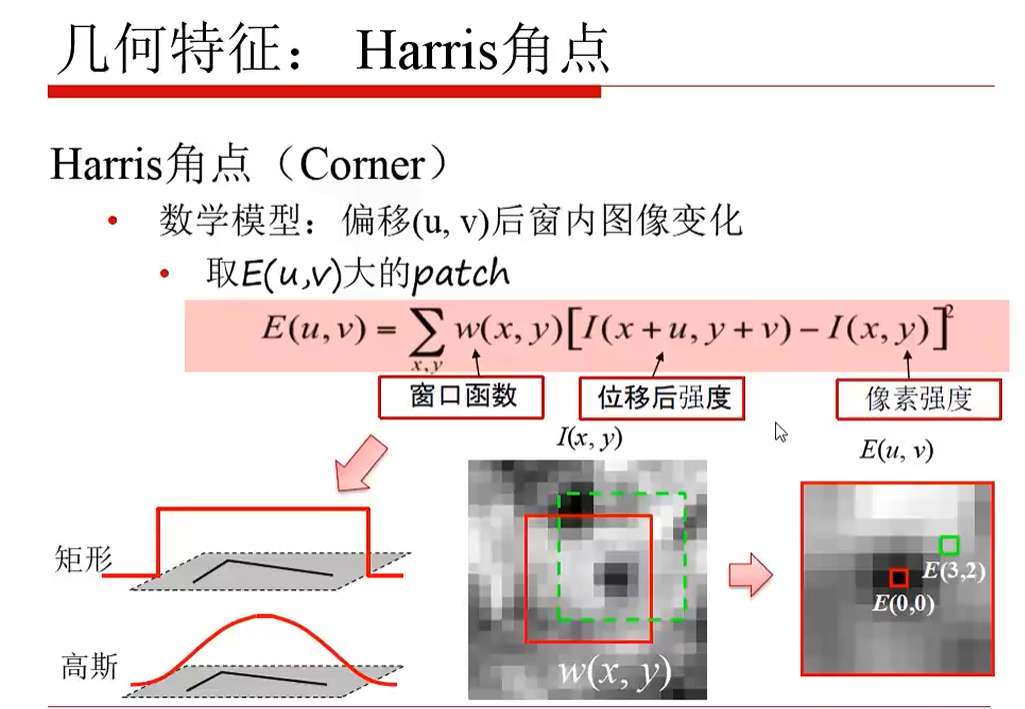 几何特征： Harris角点
Harris角点（Corner）
• 数学模型：偏移(u, v)后窗内图像变化
• 取E(u,v)大的patch
E(u,v) = ∑x,y w(x, y)[I(x + u, y + v) − I(x, y)]²
窗口函数
位移后强度
像素强度
I(x, y)
E(u, v)
矩形
E(3,2)
E(0,0)
高斯
w(x, y)